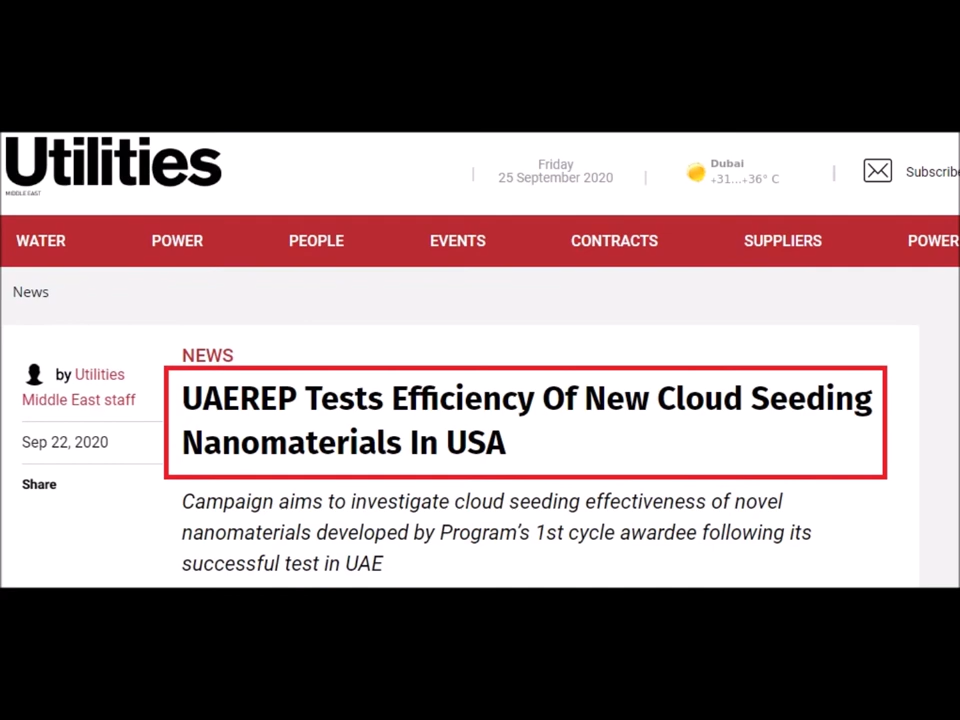 Utilities
MIDDLE EAST
Friday
25 September 2020
Dubai
+31...+36° C
Subscribe
WATER POWER PEOPLE EVENTS CONTRACTS SUPPLIERS POWER
News
by Utilities
Middle East staff
Sep 22, 2020
Share
NEWS
UAEREP Tests Efficiency Of New Cloud Seeding
Nanomaterials In USA
Campaign aims to investigate cloud seeding effectiveness of novel
nanomaterials developed by Program’s 1st cycle awardee following its
successful test in UAE